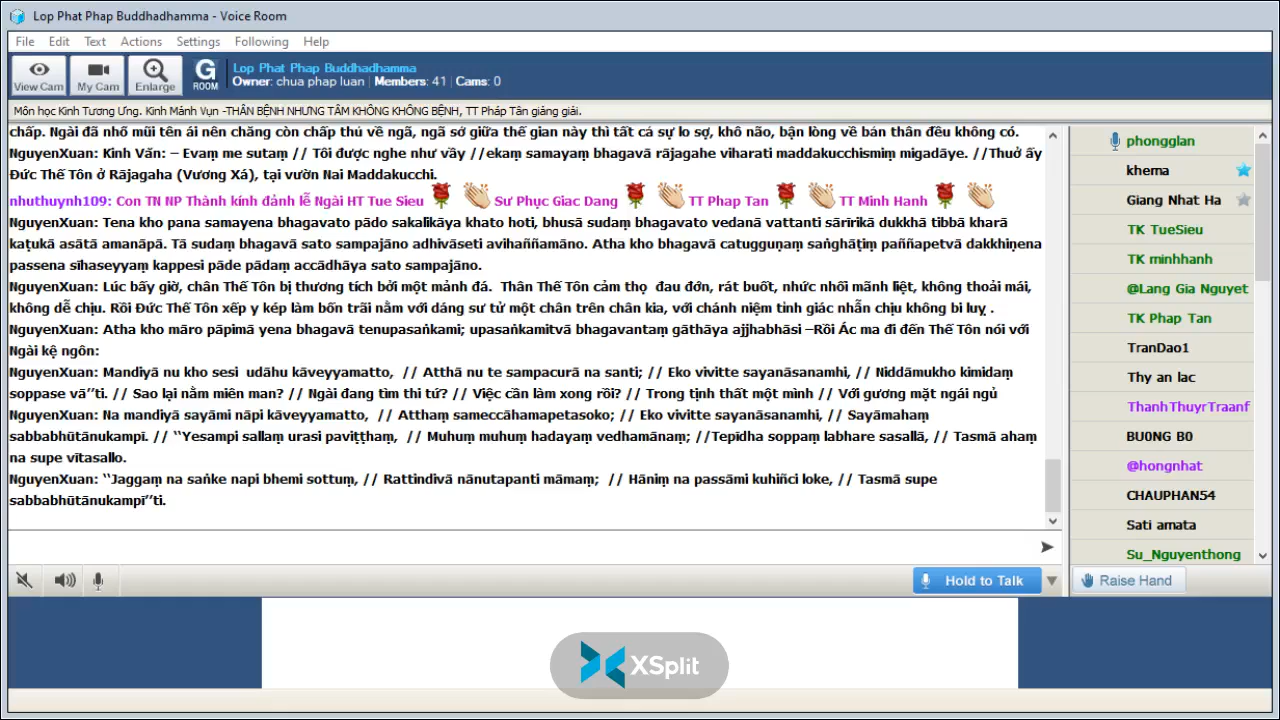 Lop Phat Phap Buddhadhamma - Voice Room
File Edit Text Actions Settings Following Help
View Cam My Cam Enlarge G ROOM
Lop Phat Phap Buddhadhamma
Owner: chua phap luan | Members: 41 | Cams: 0
Môn học Kinh Tương Ưng. Kinh Mảnh Vụn -THÂN BỆNH NHƯNG TÂM KHÔNG KHÔNG BỆNH, TT Pháp Tân giảng giải.
chấp. Ngài đã nhổ mũi tên ái nên chẳng còn chấp thủ về ngã, ngã sở giữa thế gian này thì tất cả sự lo sợ, khổ não, bận lòng về bản thân đều không có.
NguyenXuan: Kinh Văn: – Evaṃ me sutaṃ // Tôi được nghe như vầy //ekaṃ samayaṃ bhagavā rājagahe viharati maddakucchismiṃ migadāye. //Thuở ấy
Đức Thế Tôn ở Rājagaha (Vương Xá), tại vườn Nai Maddakucchi.
nhuthuynh109: Con TN NP Thành kính đảnh lễ Ngài HT Tue Sieu 🌹 👏 Sư Phục Giac Dang 🌹 👏 TT Phap Tan 🌹 👏 TT Minh Hanh 🌹 👏
NguyenXuan: Tena kho pana samayena bhagavato pādo sakalikāya khato hoti, bhusā sudaṃ bhagavato vedanā vattanti sārīrikā dukkhā tibbā kharā
kaṭukā asātā amanāpā. Tā sudaṃ bhagavā sato sampajāno adhivāseti avihaññamāno. Atha kho bhagavā catugguṇaṃ saṅghāṭiṃ paññapetvā dakkhiṇena
passena sīhaseyyaṃ kappesi pāde pādaṃ accādhāya sato sampajāno.
NguyenXuan: Lúc bấy giờ, chân Thế Tôn bị thương tích bởi một mảnh đá. Thân Thế Tôn cảm thọ đau đớn, rát buốt, nhức nhối mãnh liệt, không thoải mái,
không dễ chịu. Rồi Đức Thế Tôn xếp y kép làm bốn trãi nằm với dáng sư tử một chân trên chân kia, với chánh niệm tỉnh giác nhẫn chịu không bi luỵ .
NguyenXuan: Atha kho māro pāpimā yena bhagavā tenupasaṅkami; upasaṅkamitvā bhagavantaṃ gāthāya ajjhabhāsi –Rồi Ác ma đi đến Thế Tôn nói với
Ngài kệ ngôn:
NguyenXuan: Mandiyā nu kho sesi udāhu kāveyyamatto, // Atthā nu te sampacurā na santi; // Eko vivitte sayanāsanamhi, // Niddāmukho kimidaṃ
soppase vā’’ti. // Sao lại nằm miên man? // Ngài đang tìm thi tứ? // Việc cần làm xong rồi? // Trong tịnh thất một mình // Với gương mặt ngái ngủ
NguyenXuan: Na mandiyā sayāmi nāpi kāveyyamatto, // Atthaṃ sameccāhamapetasoko; // Eko vivitte sayanāsanamhi, // Sayāmahaṃ
sabbabhūtānukampī. // ‘‘Yesampi sallaṃ urasi paviṭṭhaṃ, // Muhuṃ muhuṃ hadayaṃ vedhamānaṃ; //Tepīdha soppaṃ labhare sasallā, // Tasmā ahaṃ
na supe vītasallo.
NguyenXuan: ‘‘Jaggaṃ na saṅke napi bhemi sottuṃ, // Rattindivā nānutapanti māmaṃ; // Hāniṃ na passāmi kuhiñci loke, // Tasmā supe
sabbabhūtānukampī’’ti.
phongglan
khema
Giang Nhat Ha
TK TueSieu
TK minhhanh
@Lang Gia Nguyet
TK Phap Tan
TranDao1
Thy an lac
ThanhThuyrTraanf
BU0NG B0
@hongnhat
CHAUPHAN54
Sati amata
Su_Nguyenthong
Hold to Talk
Raise Hand
XSplit